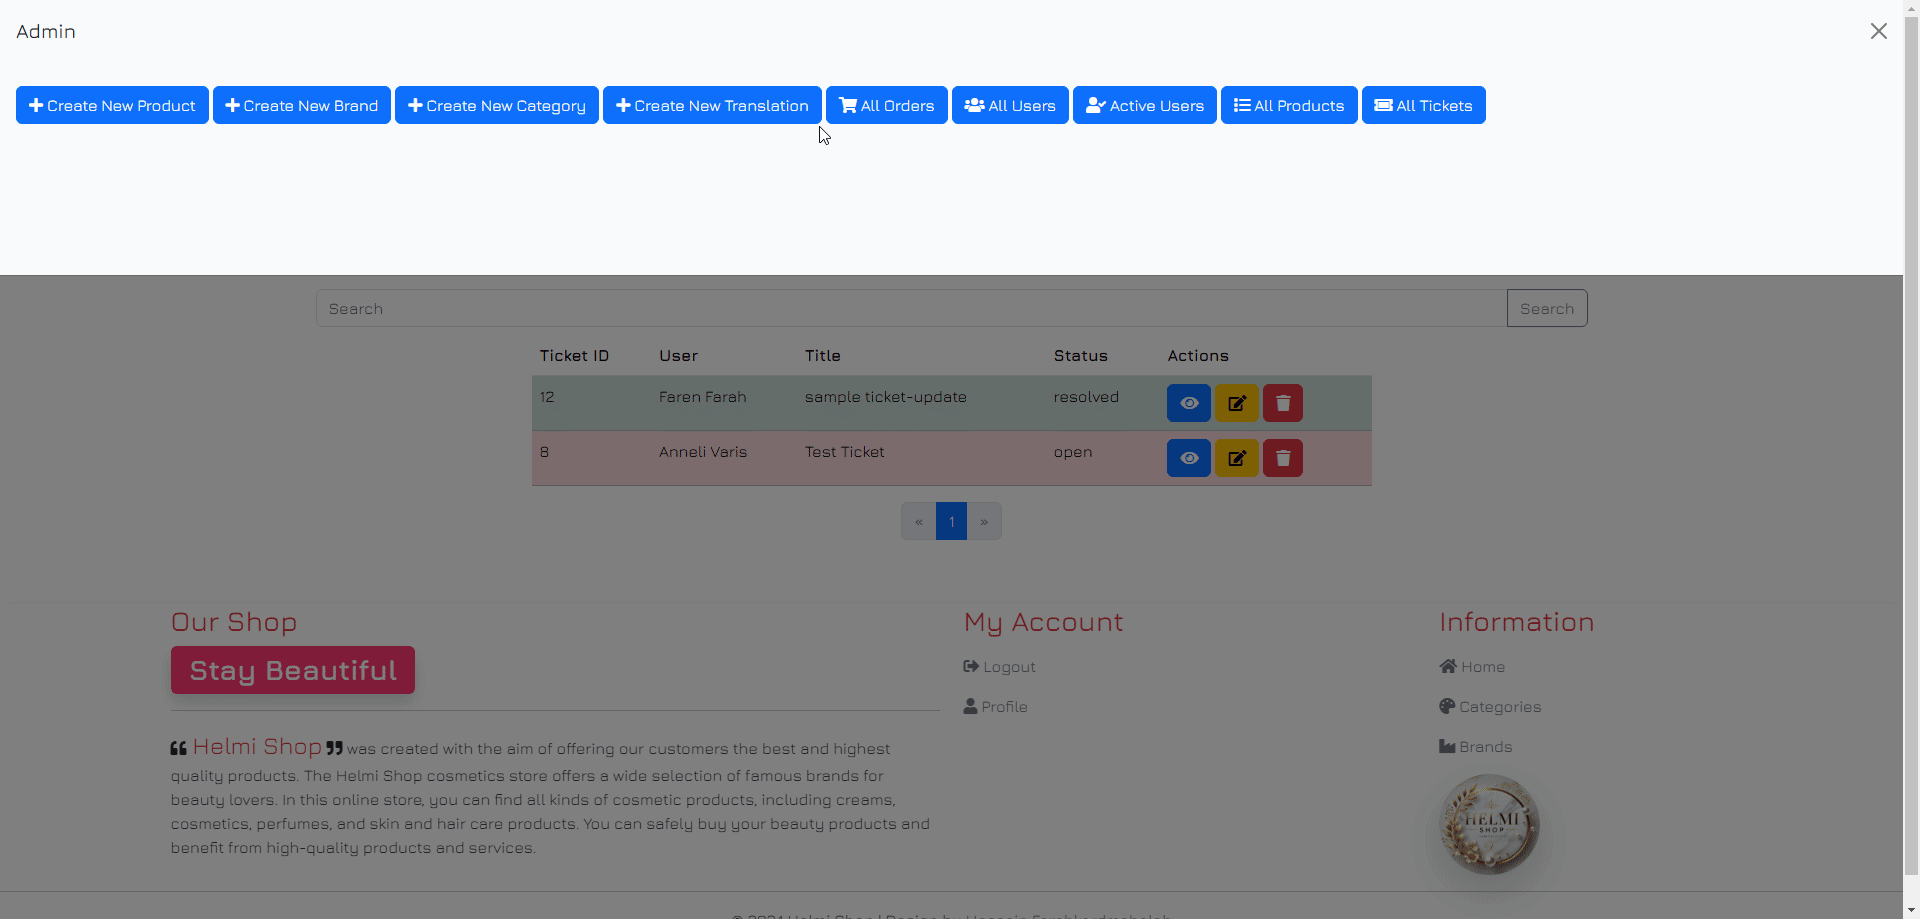 Admin
Create New Product Create New Brand Create New Category Create New Translation All Orders All Users Active Users All Products All Tickets
Search Search
Ticket ID User Title Status Actions
12 Faren Farah sample ticket-update resolved
8 Anneli Varis Test Ticket open
« 1 »
Our Shop
Stay Beautiful
❝ Helmi Shop ❞ was created with the aim of offering our customers the best and highest
quality products. The Helmi Shop cosmetics store offers a wide selection of famous brands for
beauty lovers. In this online store, you can find all kinds of cosmetic products, including creams,
cosmetics, perfumes, and skin and hair care products. You can safely buy your beauty products and
benefit from high-quality products and services.
My Account
Logout
Profile
Information
Home
Categories
Brands
HELMI
SHOP